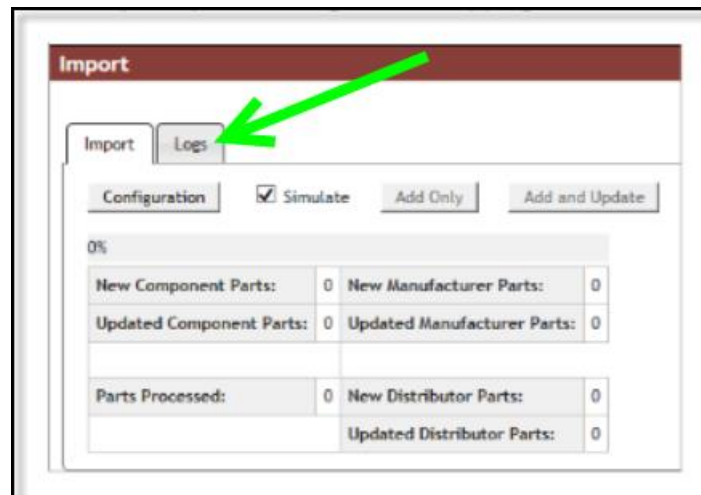 Import
Import Logs
Configuration Simulate Add Only Add and Update
0%
New Component Parts: 0 New Manufacturer Parts: 0
Updated Component Parts: 0 Updated Manufacturer Parts: 0
Parts Processed: 0 New Distributor Parts: 0
Updated Distributor Parts: 0